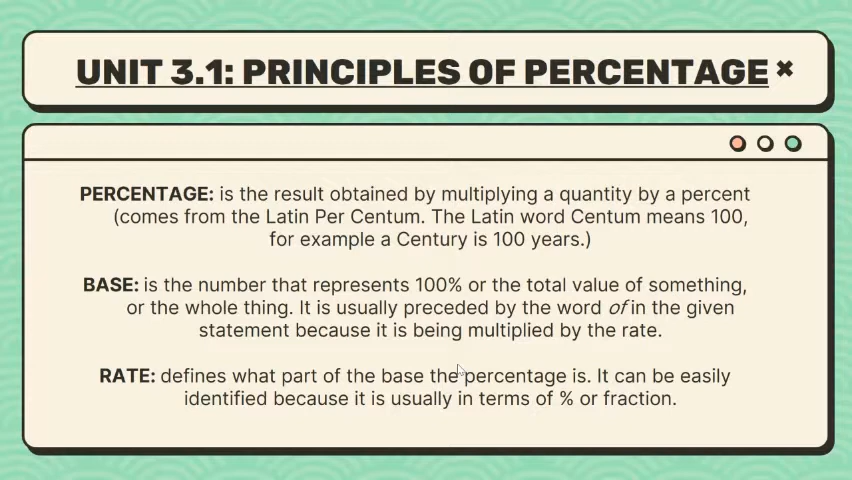 UNIT 3.1: PRINCIPLES OF PERCENTAGE
PERCENTAGE: is the result obtained by multiplying a quantity by a percent
(comes from the Latin Per Centum. The Latin word Centum means 100,
for example a Century is 100 years.)
BASE: is the number that represents 100% or the total value of something,
or the whole thing. It is usually preceded by the word of in the given
statement because it is being multiplied by the rate.
RATE: defines what part of the base the percentage is. It can be easily
identified because it is usually in terms of % or fraction.